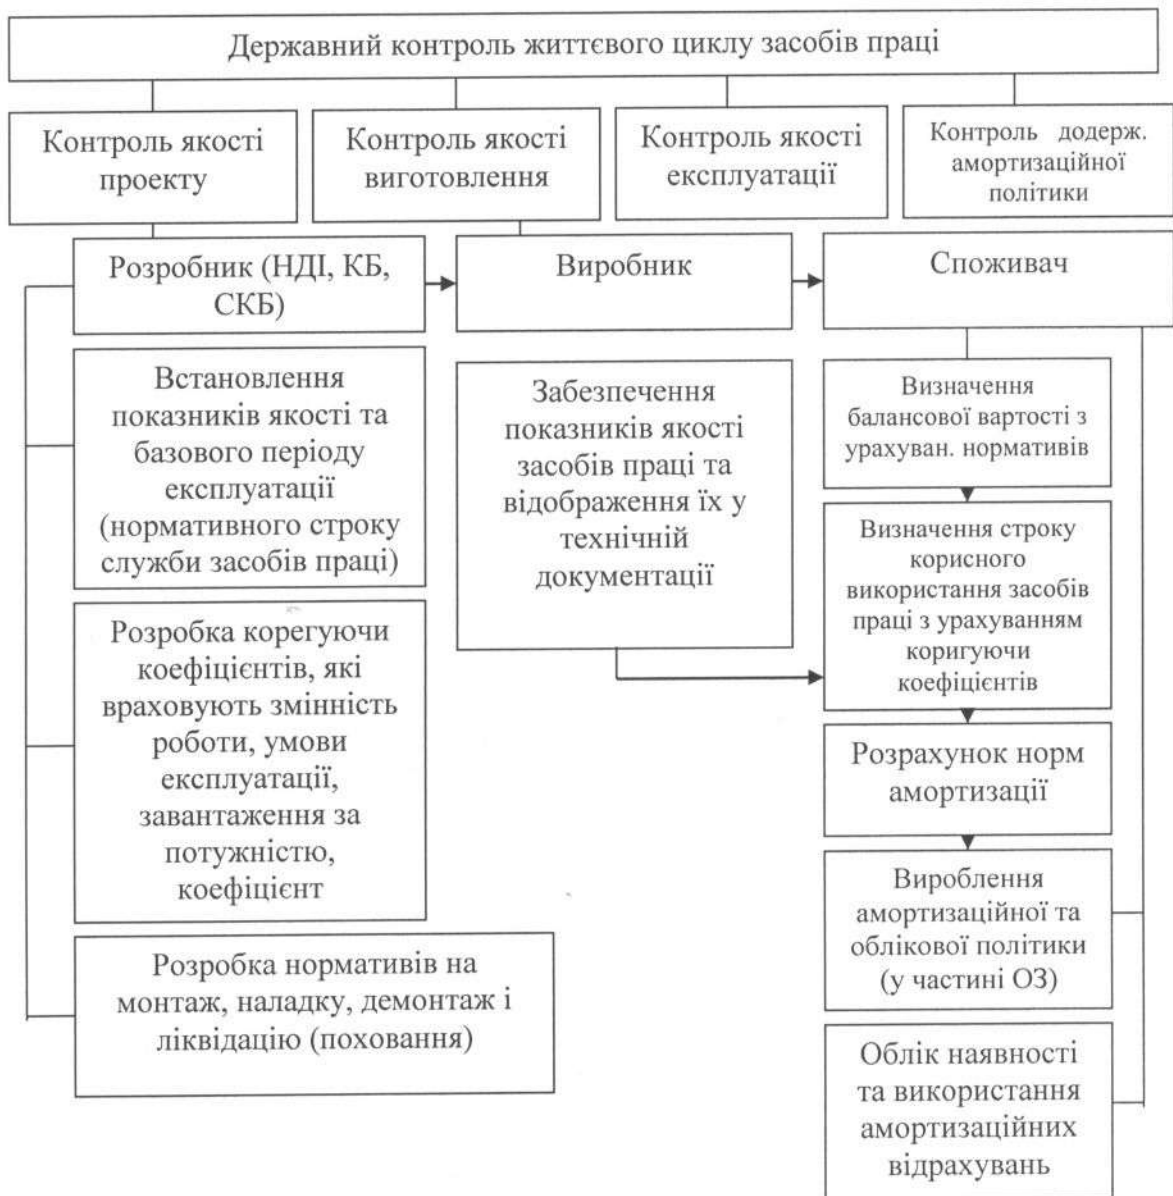 Державний контроль життєвого циклу засобів праці
Контроль якості
проекту
Контроль якості
виготовлення
Контроль якості
експлуатації
Контроль додерж.
амортизаційної
політики
Розробник (НДІ, КБ,
СКБ)
Виробник
Споживач
Встановлення
показників якості та
базового періоду
експлуатації
(нормативного строку
служби засобів праці)
Розробка корегуючи
коефіцієнтів, які
враховують змінність
роботи, умови
експлуатації,
завантаження за
потужністю,
коефіцієнт
Розробка нормативів на
монтаж, наладку, демонтаж і
ліквідацію (поховання)
Забезпечення
показників якості
засобів праці та
відображення їх у
технічній
документації
Визначення
балансової вартості з
урахуван. нормативів
Визначення строку
корисного
використання засобів
праці з урахуванням
коригуючи
коефіцієнтів
Розрахунок норм
амортизації
Вироблення
амортизаційної та
облікової політики
(у частині ОЗ)
Облік наявності
та використання
амортизаційних
відрахувань